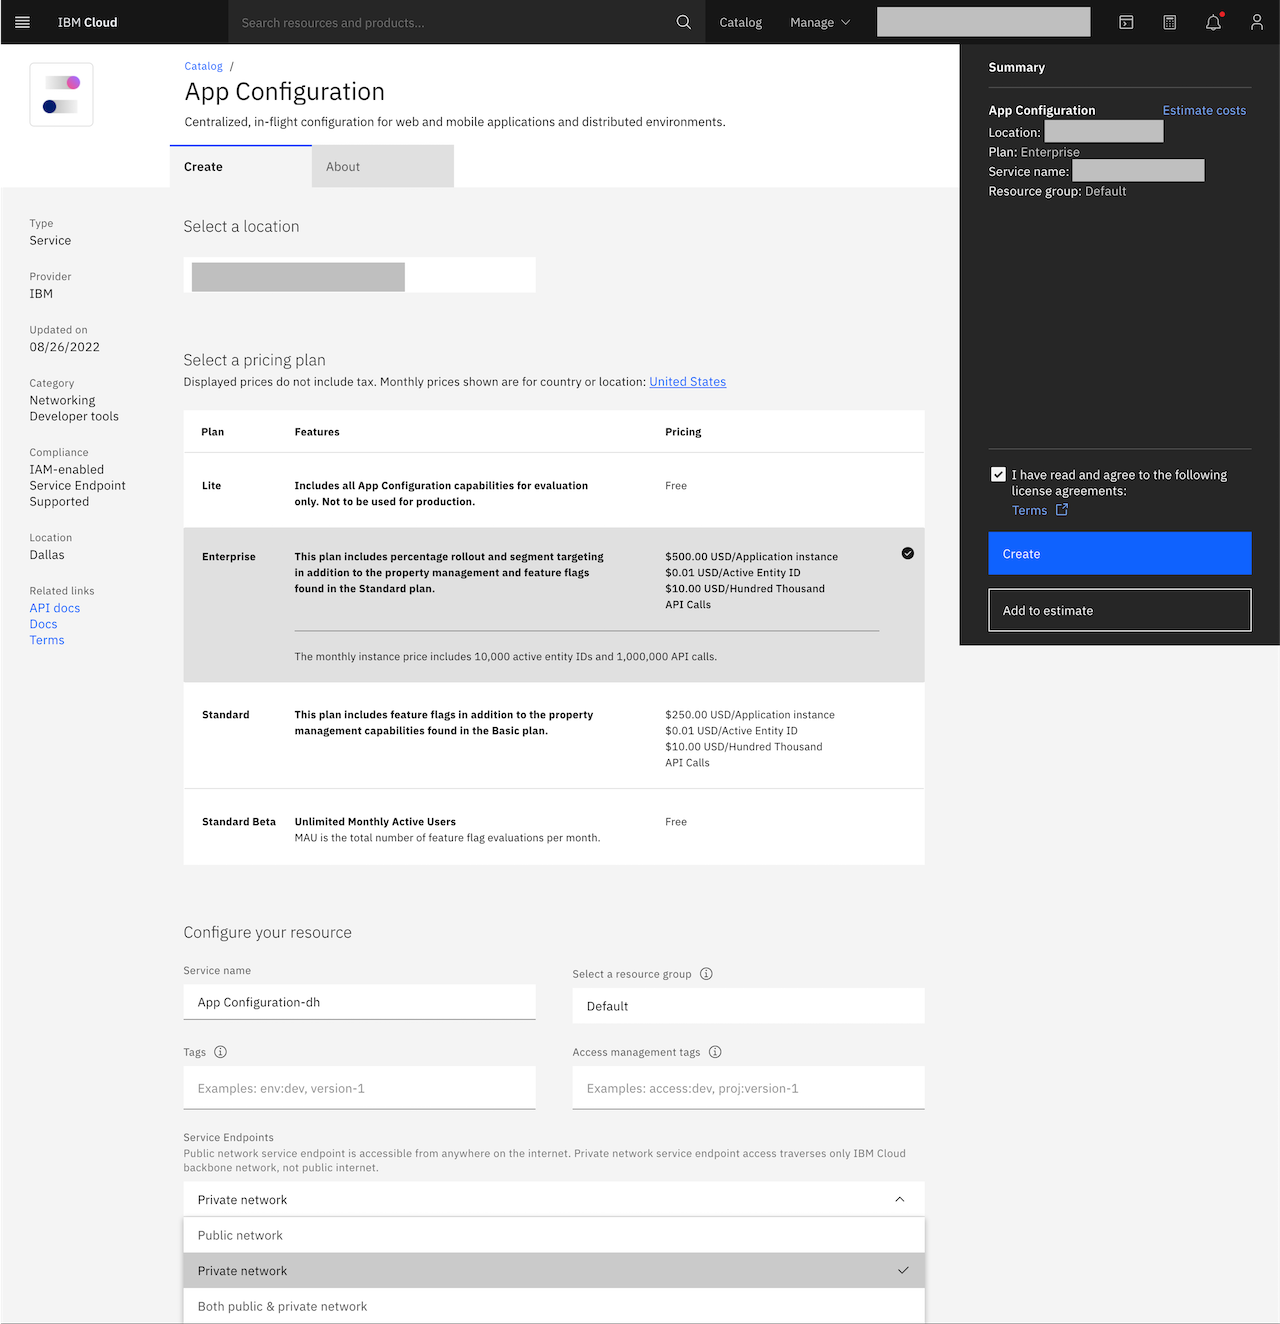 IBM Cloud
Search resources and products...
Catalog
Manage
Catalog /
App Configuration
Centralized, in-flight configuration for web and mobile applications and distributed environments.
Create
About
Type
Service
Provider
IBM
Updated on
08/26/2022
Category
Networking
Developer tools
Compliance
IAM-enabled
Service Endpoint
Supported
Location
Dallas
Related links
API docs
Docs
Terms
Select a location
Select a pricing plan
Displayed prices do not include tax. Monthly prices shown are for country or location: United States
Plan
Features
Pricing
Lite
Includes all App Configuration capabilities for evaluation
only. Not to be used for production.
Free
Enterprise
This plan includes percentage rollout and segment targeting
in addition to the property management and feature flags
found in the Standard plan.
$500.00 USD/Application instance
$0.01 USD/Active Entity ID
$10.00 USD/Hundred Thousand
API Calls
The monthly instance price includes 10,000 active entity IDs and 1,000,000 API calls.
Standard
This plan includes feature flags in addition to the property
management capabilities found in the Basic plan.
$250.00 USD/Application instance
$0.01 USD/Active Entity ID
$10.00 USD/Hundred Thousand
API Calls
Standard Beta
Unlimited Monthly Active Users
MAU is the total number of feature flag evaluations per month.
Free
Configure your resource
Service name
App Configuration-dh
Select a resource group
Default
Tags
Examples: env:dev, version-1
Access management tags
Examples: access:dev, proj:version-1
Service Endpoints
Public network service endpoint is accessible from anywhere on the internet. Private network service endpoint access traverses only IBM Cloud
backbone network, not public internet.
Private network
Public network
Private network
Both public & private network
Summary
App Configuration
Estimate costs
Location:
Plan: Enterprise
Service name:
Resource group: Default
I have read and agree to the following
license agreements:
Terms
Create
Add to estimate